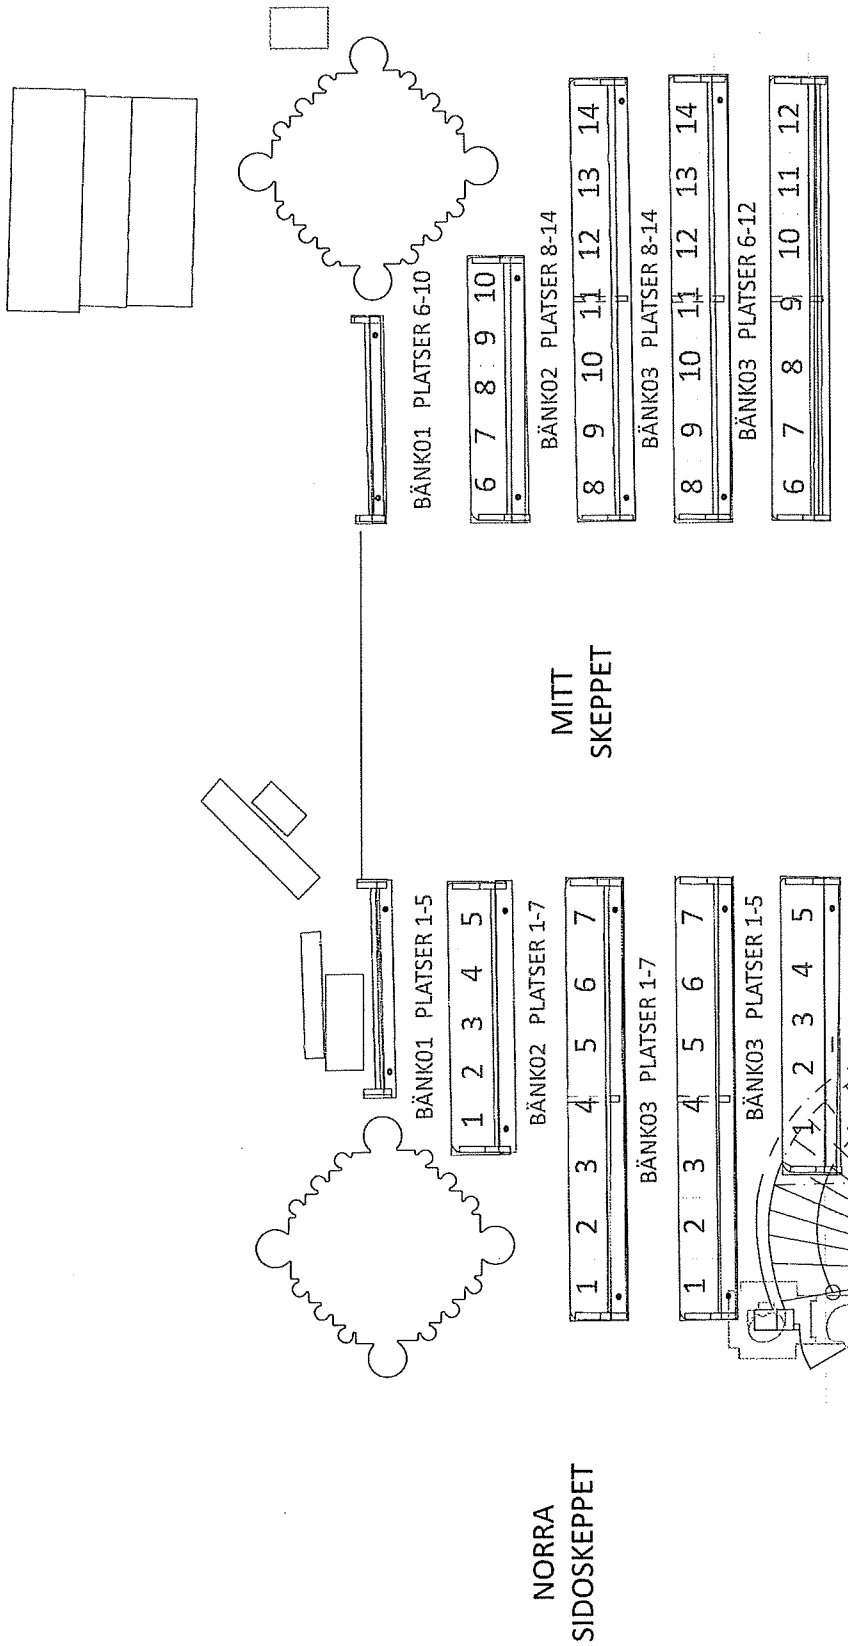 BÄNK01 PLATSER 1-5
BÄNK01 PLATSER 6-10
1 2 3 4 5
6 7 8 9 10
BÄNK02 PLATSER 1-7
BÄNK02 PLATSER 8-14
NORRA
SIDOSKEPPET
MITT
SKEPPET
1 2 3 4 5 6 7
8 9 10 11 12 13 14
BÄNK03 PLATSER 1-7
BÄNK03 PLATSER 8-14
1 2 3 4 5 6 7
8 9 10 11 12 13 14
BÄNK03 PLATSER 1-5
BÄNK03 PLATSER 6-12
1 2 3 4 5
6 7 8 9 10 11 12